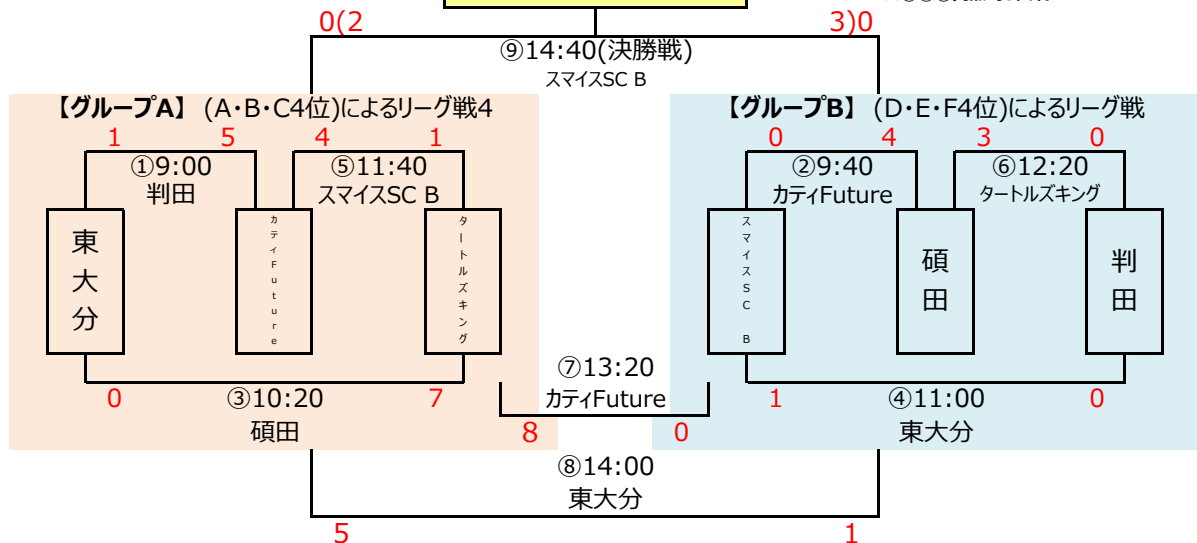 0(2
3)0
⑨14:40(決勝戦)
スマイスSC B
【グループA】 (A・B・C4位)によるリーグ戦4
【グループB】 (D・E・F4位)によるリーグ戦
1 5 4 1
0 4 3 0
①9:00
⑤11:40
②9:40
⑥12:20
判田
スマイスSC B
カティFuture
タートルズキング
東大分
カティFuture
タートルズキング
スマイスSC B
碩田
判田
0 ③10:20 7
碩田
⑦13:20
カティFuture
8 0
1 ④11:00 0
東大分
⑧14:00
東大分
5 1